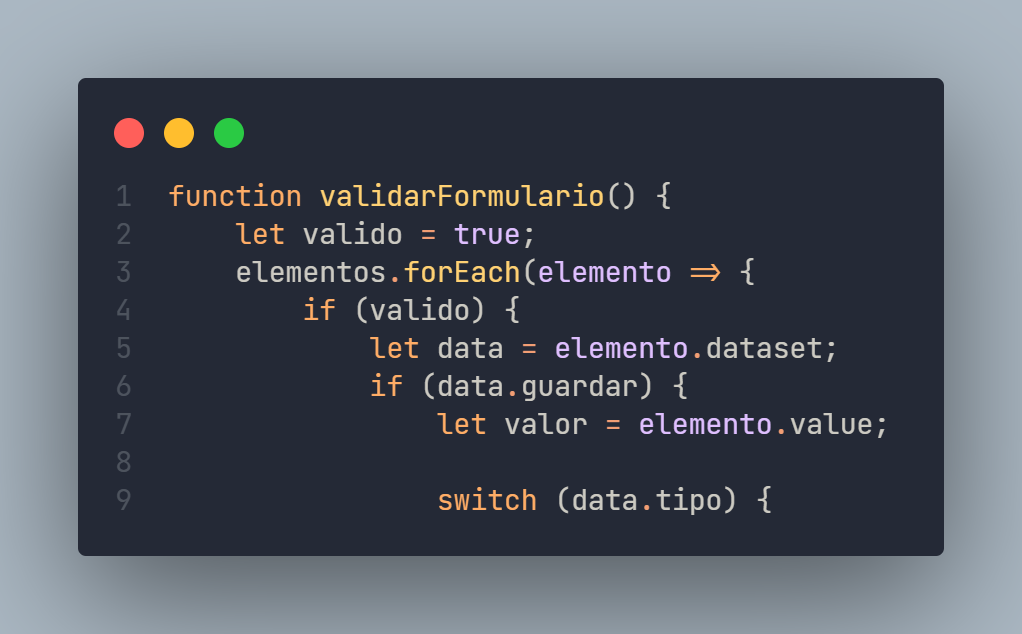 1 function validarFormulario() {
2     let valido = true;
3     elementos.forEach(elemento => {
4         if (valido) {
5             let data = elemento.dataset;
6             if (data.guardar) {
7                 let valor = elemento.value;
8
9                 switch (data.tipo) {